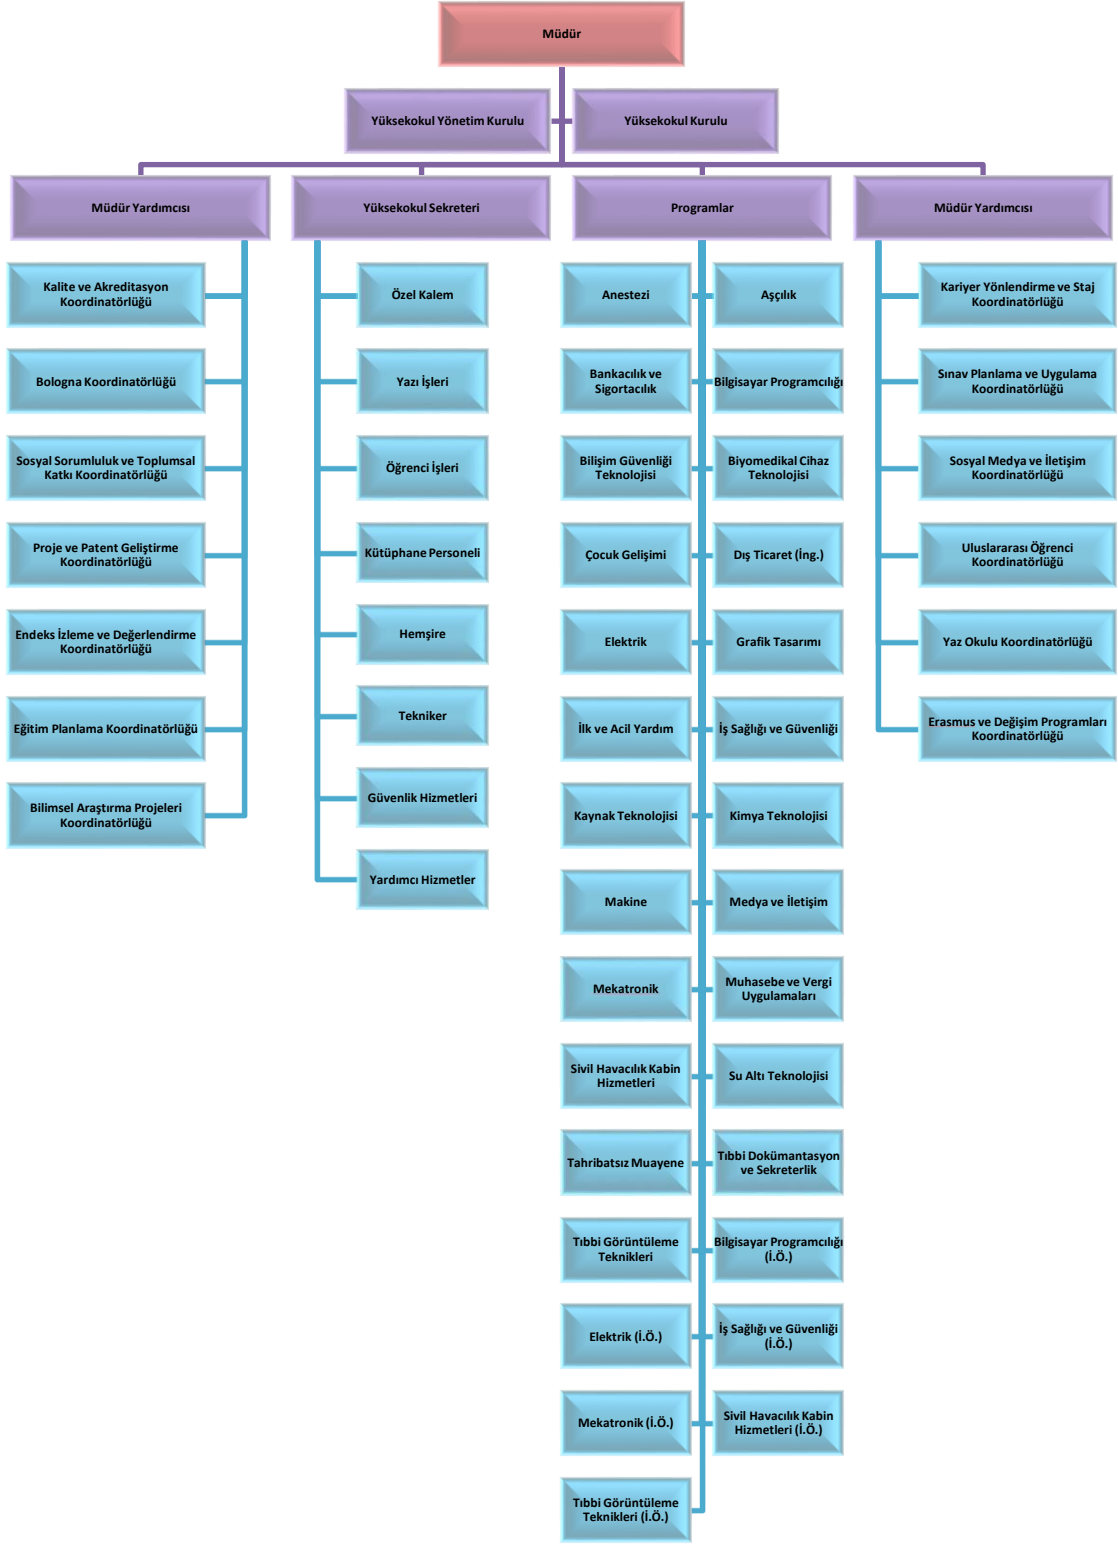 Müdür
Yüksekokul Yönetim Kurulu
Yüksekokul Kurulu
Müdür Yardımcısı
Kalite ve Akreditasyon
Koordinatörlüğü
Bologna Koordinatörlüğü
Sosyal Sorumluluk ve Toplumsal
Katkı Koordinatörlüğü
Proje ve Patent Geliştirme
Koordinatörlüğü
Endeks İzleme ve Değerlendirme
Koordinatörlüğü
Eğitim Planlama Koordinatörlüğü
Bilimsel Araştırma Projeleri
Koordinatörlüğü
Yüksekokul Sekreteri
Özel Kalem
Yazı İşleri
Öğrenci İşleri
Kütüphane Personeli
Hemşire
Tekniker
Güvenlik Hizmetleri
Yardımcı Hizmetler
Programlar
Anestezi
Aşçılık
Bankacılık ve
Sigortacılık
Bilgisayar Programcılığı
Bilişim Güvenliği
Teknolojisi
Biyomedikal Cihaz
Teknolojisi
Çocuk Gelişimi
Dış Ticaret (İng.)
Elektrik
Grafik Tasarımı
İlk ve Acil Yardım
İş Sağlığı ve Güvenliği
Kaynak Teknolojisi
Kimya Teknolojisi
Makine
Medya ve İletişim
Mekatronik
Muhasebe ve Vergi
Uygulamaları
Sivil Havacılık Kabin
Hizmetleri
Su Altı Teknolojisi
Tahribatsız Muayene
Tıbbi Dokümantasyon
ve Sekreterlik
Tıbbi Görüntüleme
Teknikleri
Bilgisayar Programcılığı
(İ.Ö.)
Elektrik (İ.Ö.)
İş Sağlığı ve Güvenliği
(İ.Ö.)
Mekatronik (İ.Ö.)
Sivil Havacılık Kabin
Hizmetleri (İ.Ö.)
Tıbbi Görüntüleme
Teknikleri (İ.Ö.)
Müdür Yardımcısı
Kariyer Yönlendirme ve Staj
Koordinatörlüğü
Sınav Planlama ve Uygulama
Koordinatörlüğü
Sosyal Medya ve İletişim
Koordinatörlüğü
Uluslararası Öğrenci
Koordinatörlüğü
Yaz Okulu Koordinatörlüğü
Erasmus ve Değişim Programları
Koordinatörlüğü